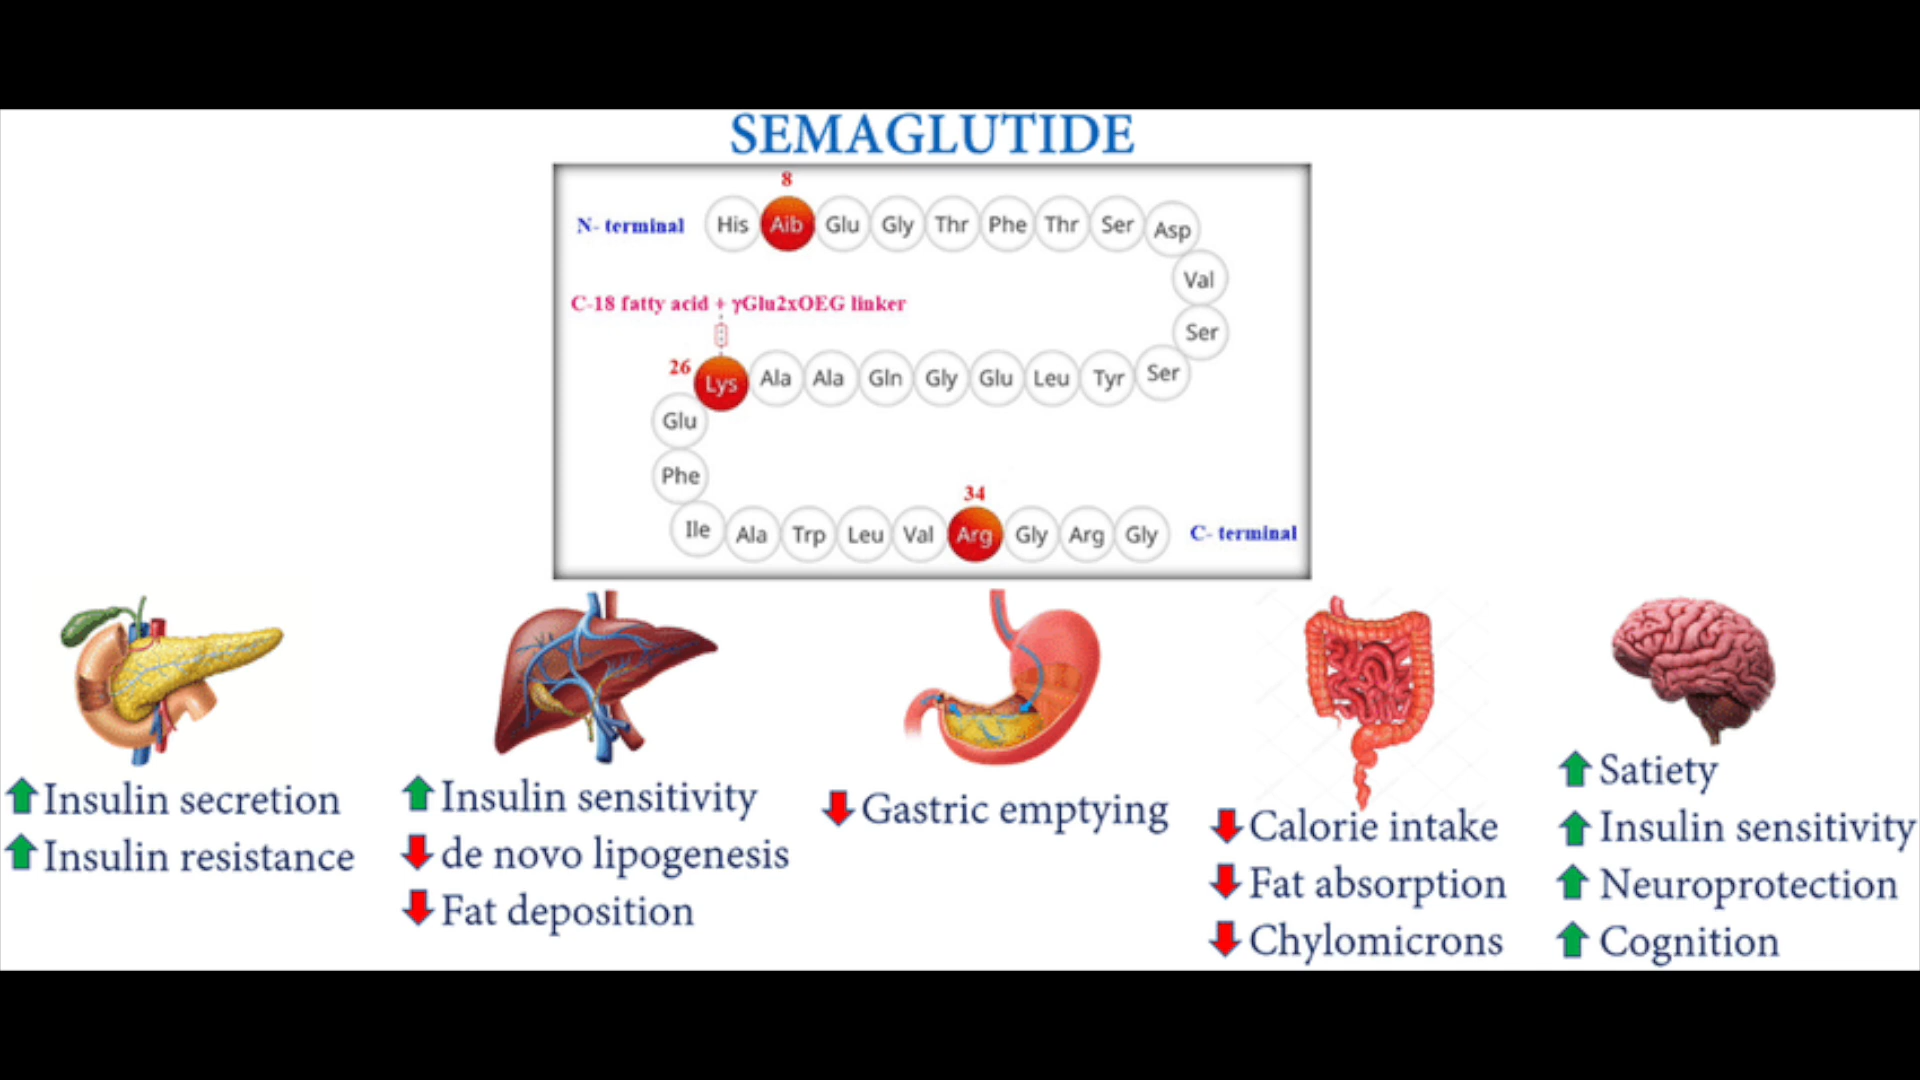 SEMAGLUTIDE
8
N- terminal His Aib Glu Gly Thr Phe Thr Ser Asp
Val
C-18 fatty acid + γGlu2xOEG linker
Ser
26 Lys Ala Ala Gln Gly Glu Leu Tyr Ser
Glu
Phe
34
Ile Ala Trp Leu Val Arg Gly Arg Gly C- terminal
Insulin secretion
Insulin resistance
Insulin sensitivity
de novo lipogenesis
Fat deposition
Gastric emptying
Calorie intake
Fat absorption
Chylomicrons
Satiety
Insulin sensitivity
Neuroprotection
Cognition